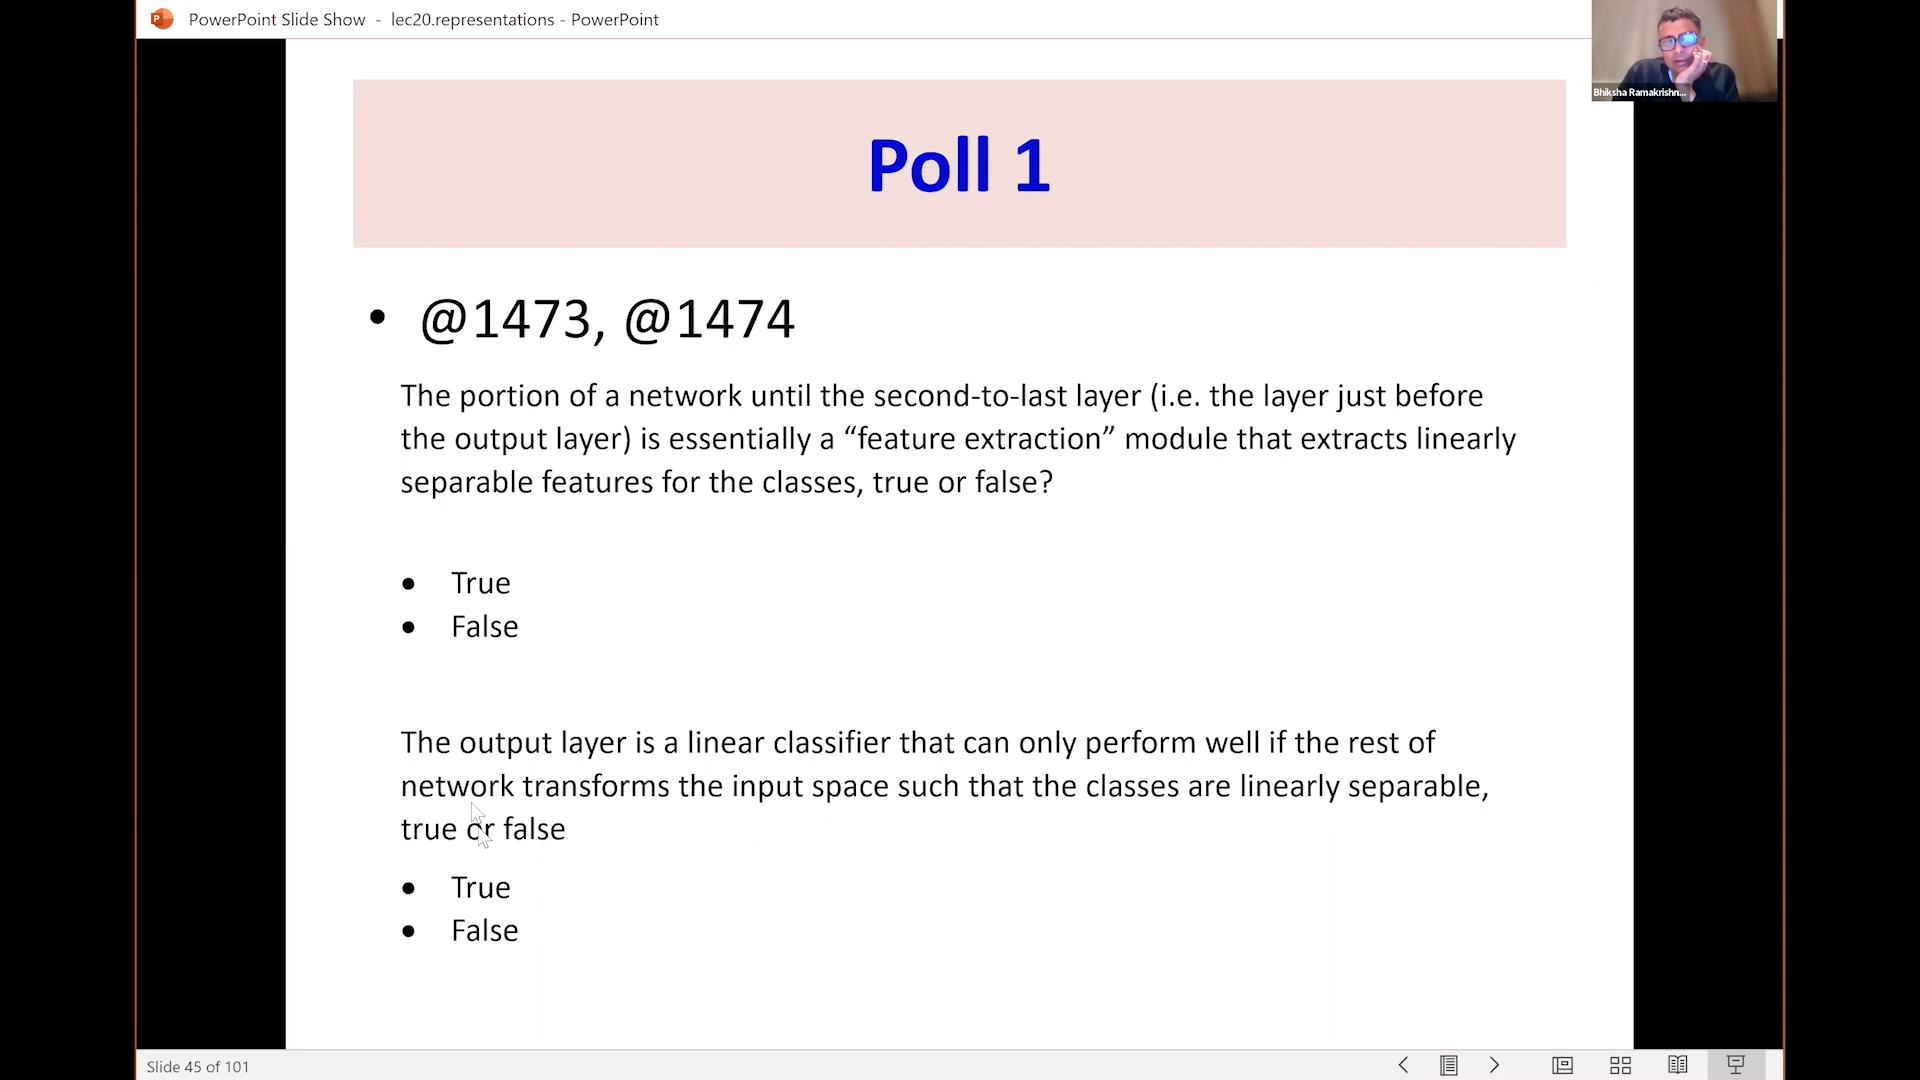 PowerPoint Slide Show - lec20.representations - PowerPoint
Bhiksha Ramakrishn...
Poll 1
• @1473, @1474
The portion of a network until the second-to-last layer (i.e. the layer just before
the output layer) is essentially a “feature extraction” module that extracts linearly
separable features for the classes, true or false?
• True
• False
The output layer is a linear classifier that can only perform well if the rest of
network transforms the input space such that the classes are linearly separable,
true or false
• True
• False
Slide 45 of 101